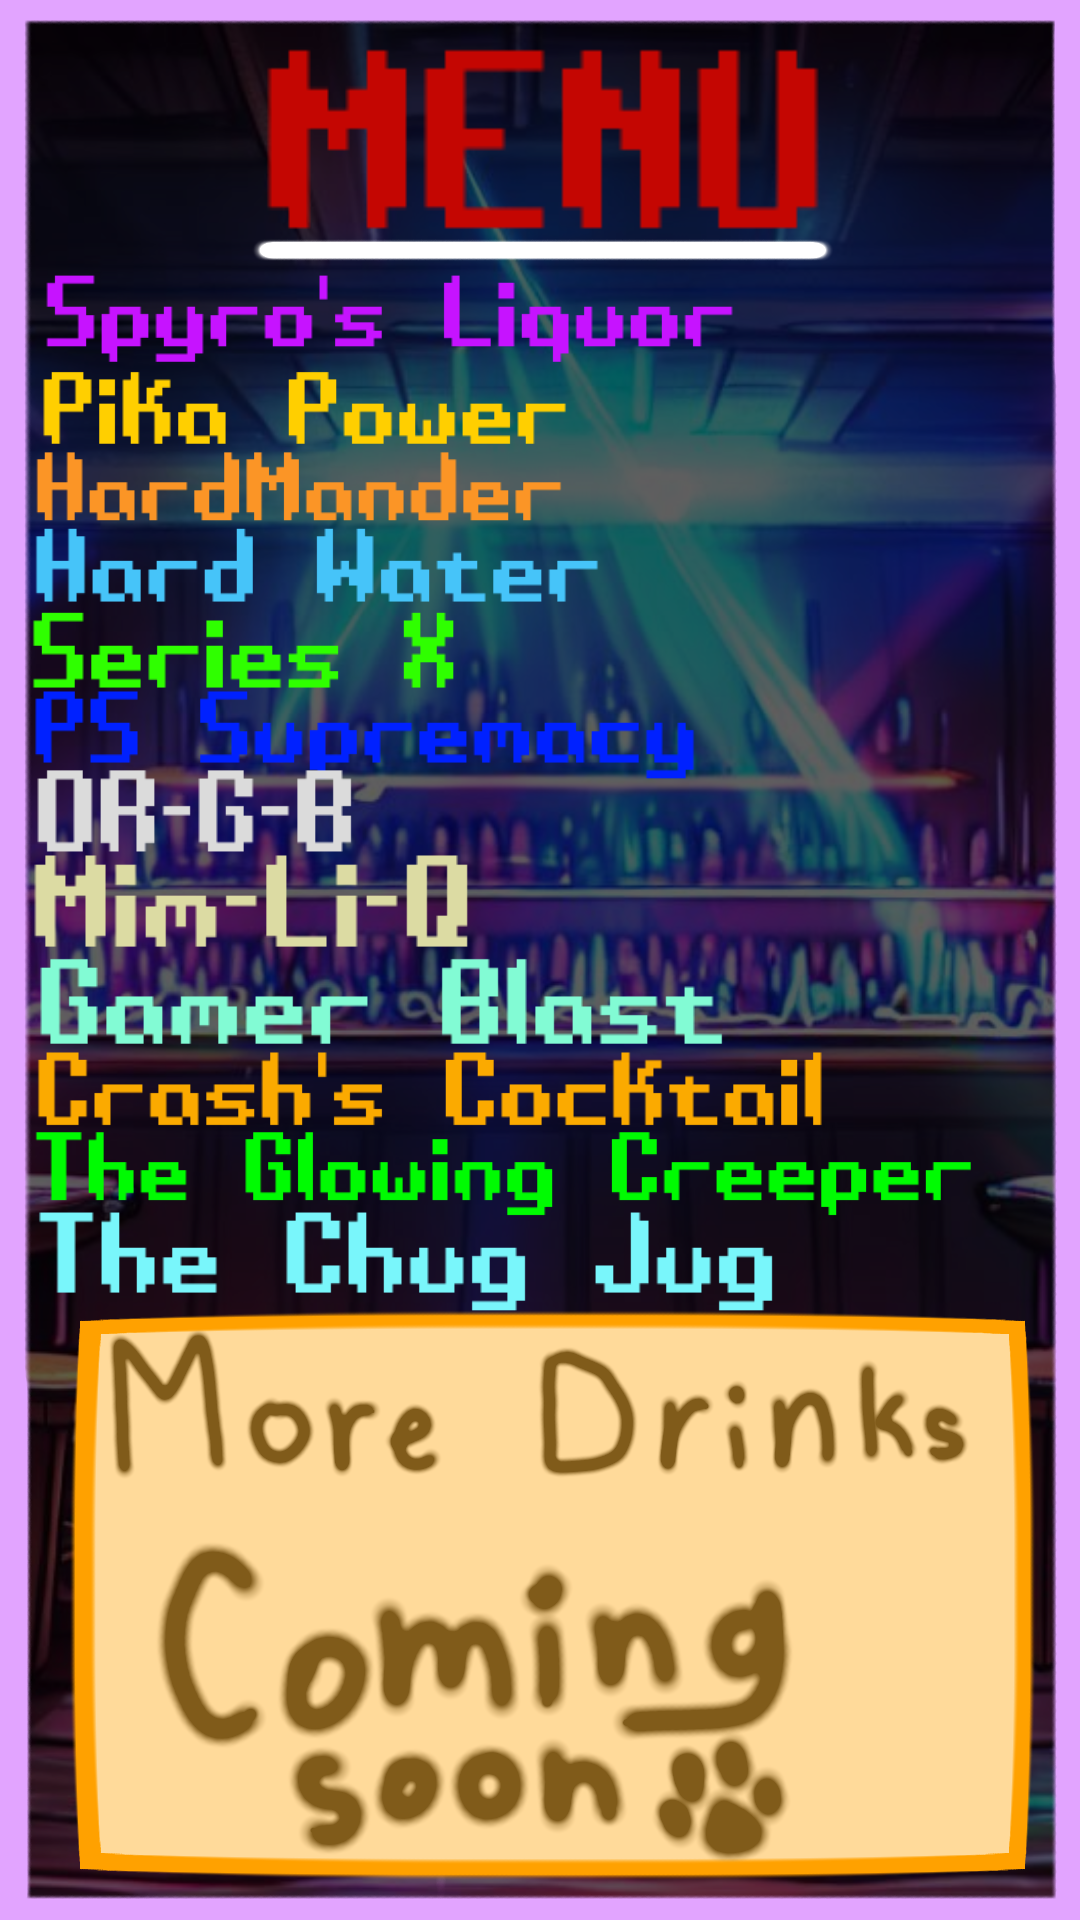 MENU
Spyro's Liquor
Pika Power
HardMander
Hard Water
Series X
PS Supremacy
OR-G-B
Mim-Li-Q
Gamer Blast
Crash's Cocktail
The Glowing Creeper
The Chug Jug
More Drinks
Coming
soon